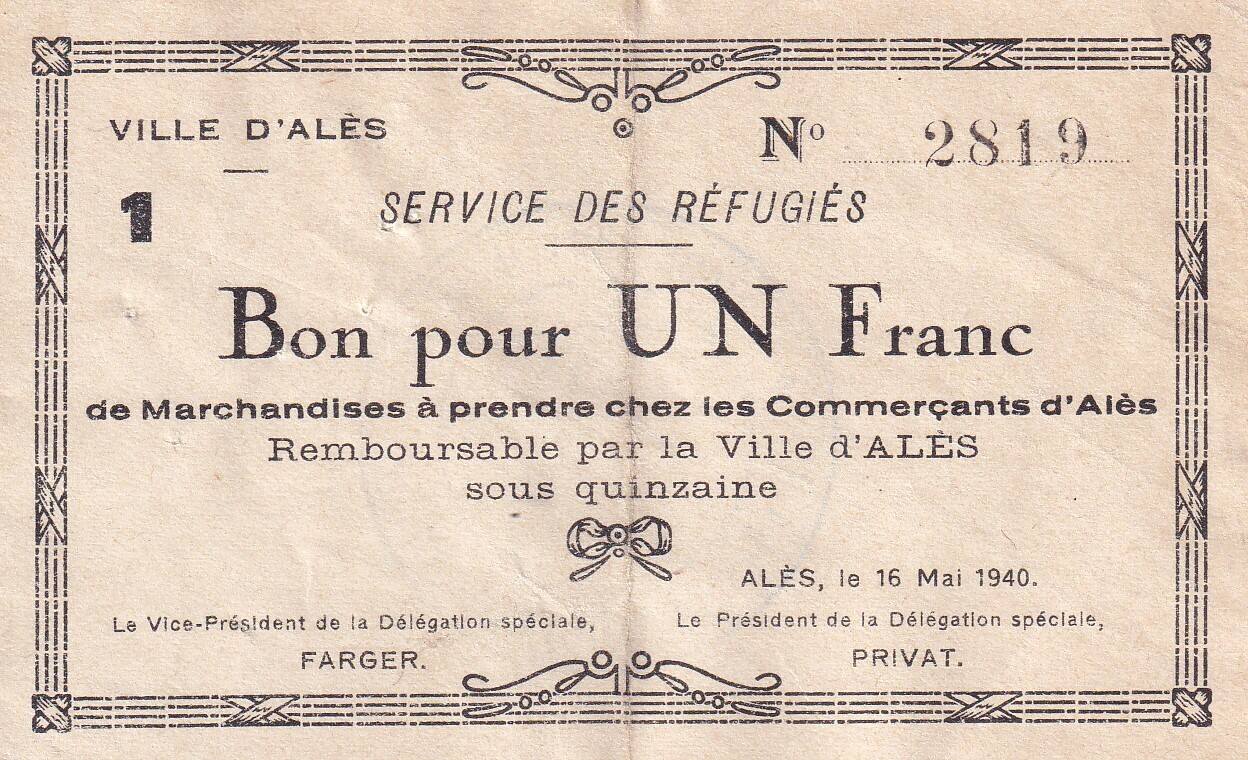 VILLE D'ALÈS
Nº 2819
1
SERVICE DES RÉFUGIÉS
Bon pour UN Franc
de Marchandises à prendre chez les Commerçants d'Alès
Remboursable par la Ville d'ALÈS
sous quinzaine
ALÈS, le 16 Mai 1940.
Le Vice-Président de la Délégation spéciale,
FARGER.
Le Président de la Délégation spéciale,
PRIVAT.